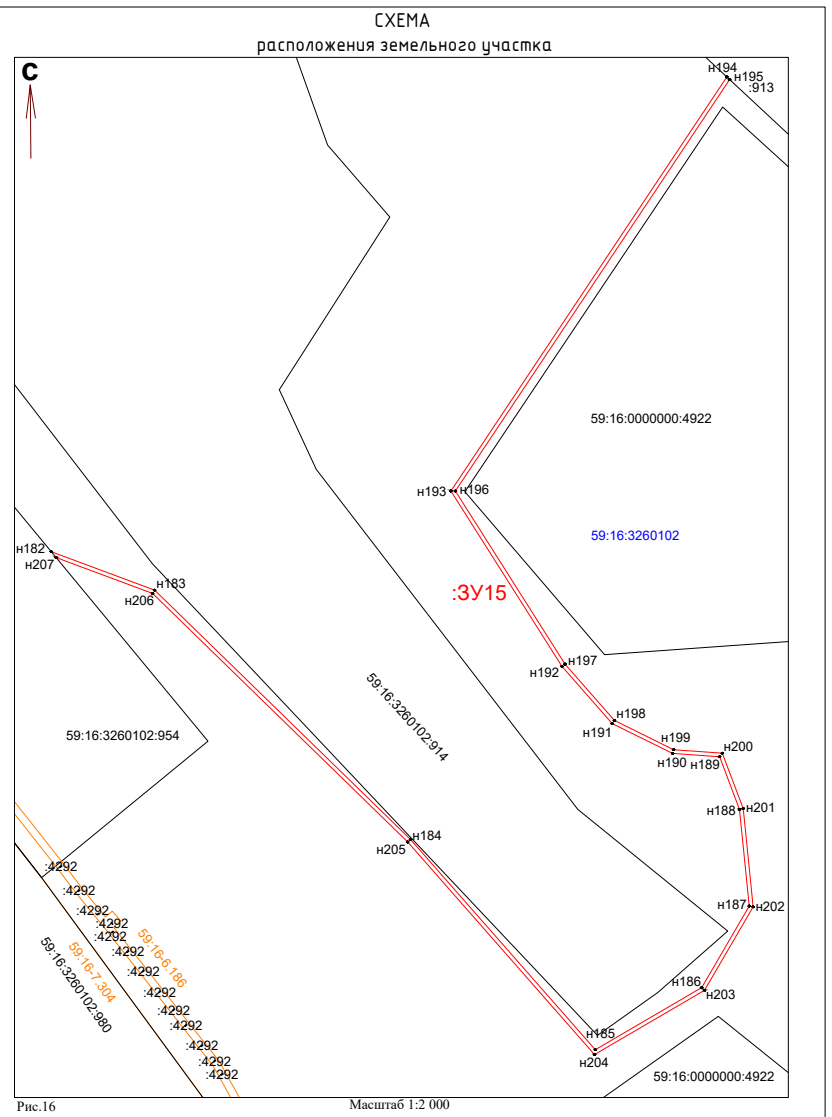 СХЕМА
расположения земельного участка
С
н194
н195
:913
59:16:0000000:4922
н193
н196
59:16:3260102
н182
н207
н183
н206
:ЗУ15
н197
н192
59:16:3260102:914
н198
н191
59:16:3260102:954
н199
н200
н190
н189
н201
н188
н184
н205
:4292
:4292
н187
н202
:4292
:4292
:4292
59:16-6.186
:4292
59:16-7.304
59:16:3260102:980
:4292
:4292
н186
н203
:4292
:4292
н185
:4292
н204
:4292
:4292
59:16:0000000:4922
Рис.16
Масштаб 1:2 000